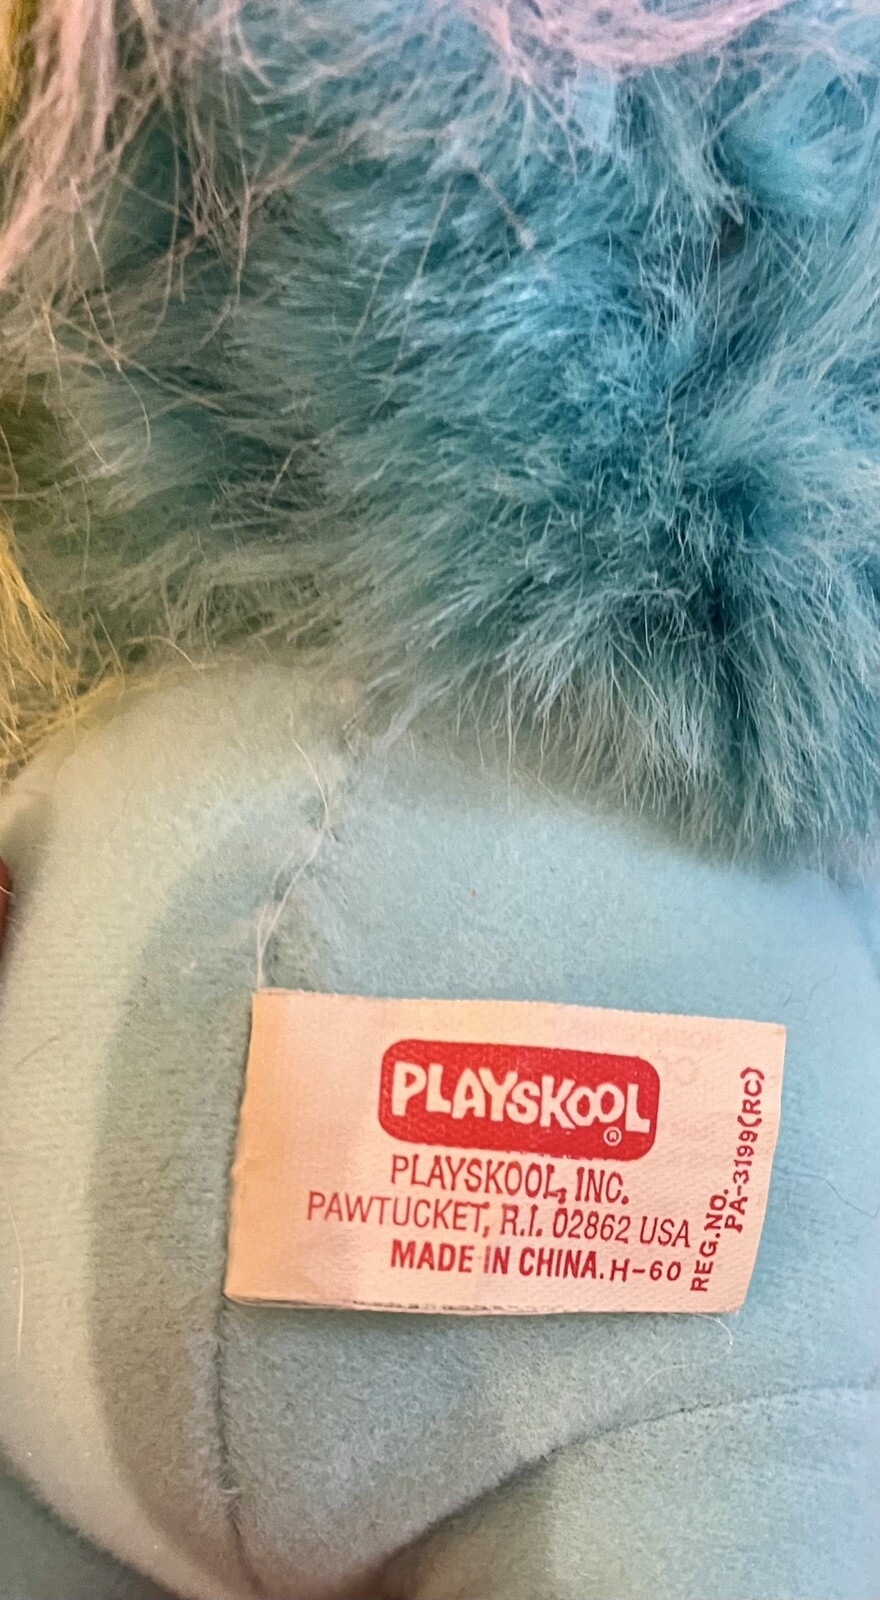 PLAYSKOOL ®
PLAYSKOOL, INC.
PAWTUCKET, R.I. 02862 USA
MADE IN CHINA. H-60
REG.NO.
PA-3199(RC)